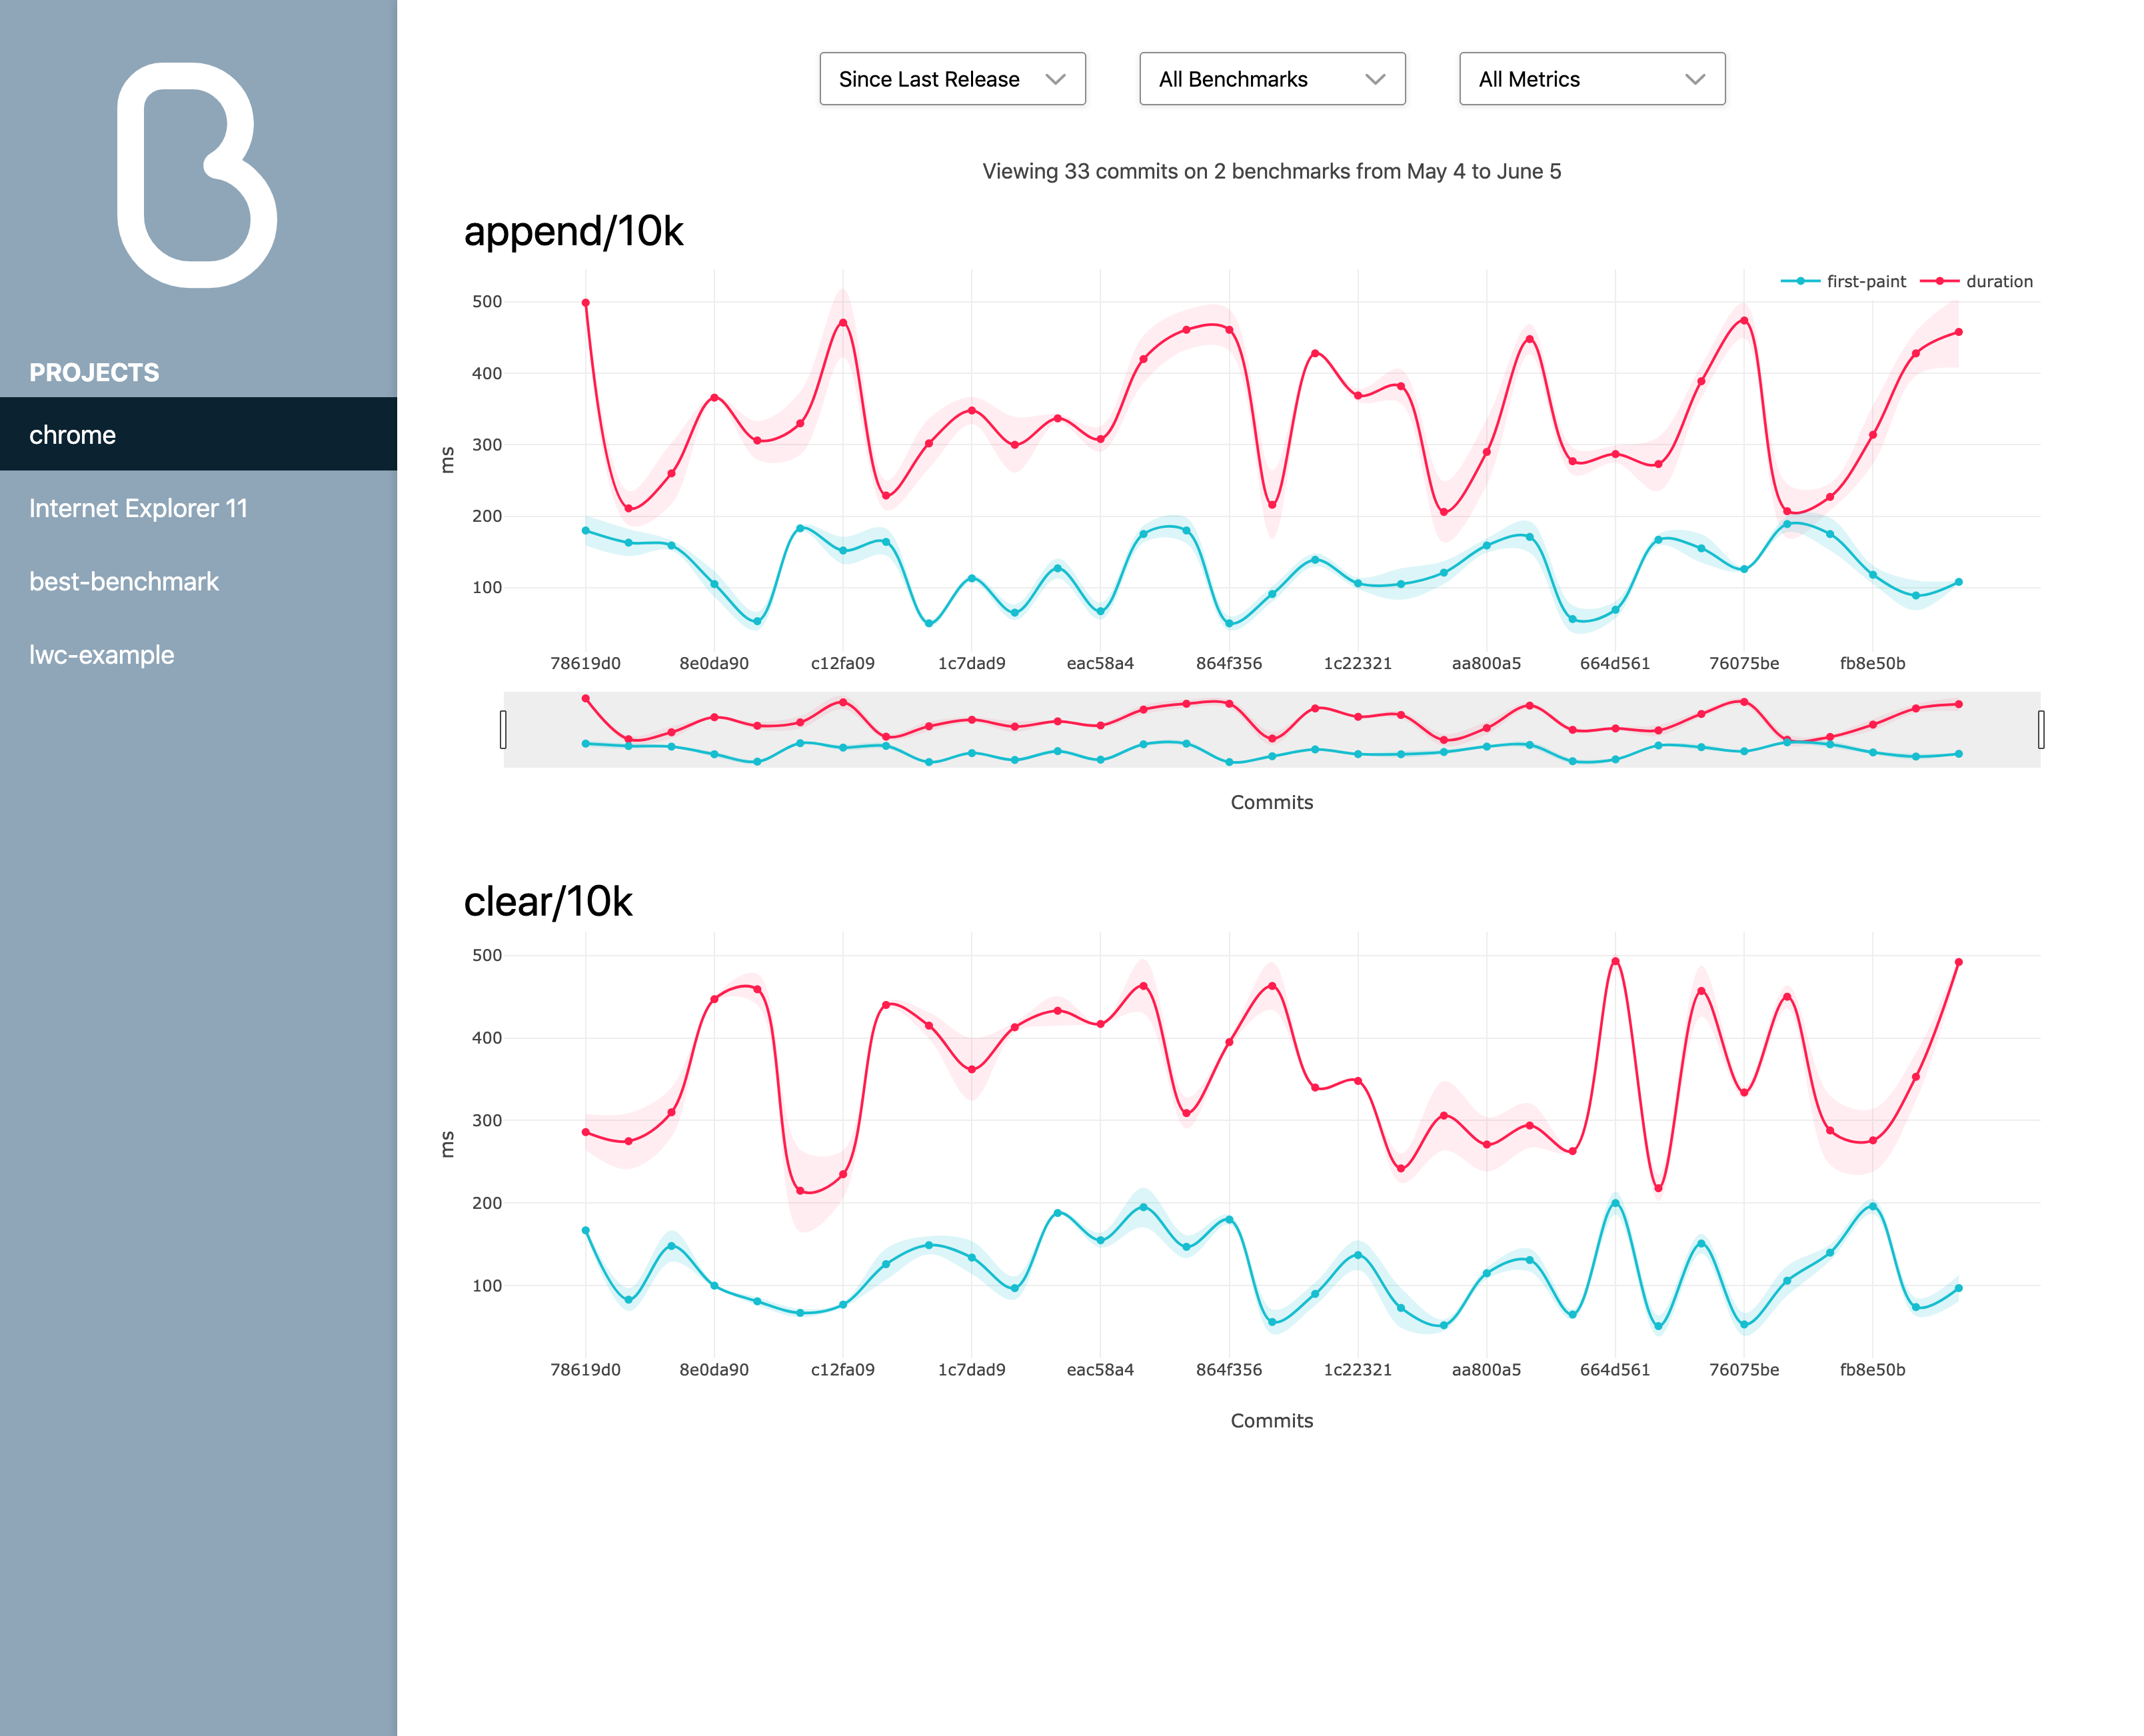 PROJECTS
chrome
Internet Explorer 11
best-benchmark
lwc-example
Since Last Release
All Benchmarks
All Metrics
Viewing 33 commits on 2 benchmarks from May 4 to June 5
append/10k
first-paint
duration
500
400
300
200
100
ms
78619d0
8e0da90
c12fa09
1c7dad9
eac58a4
864f356
1c22321
aa800a5
664d561
76075be
fb8e50b
Commits
clear/10k
500
400
300
200
100
ms
78619d0
8e0da90
c12fa09
1c7dad9
eac58a4
864f356
1c22321
aa800a5
664d561
76075be
fb8e50b
Commits